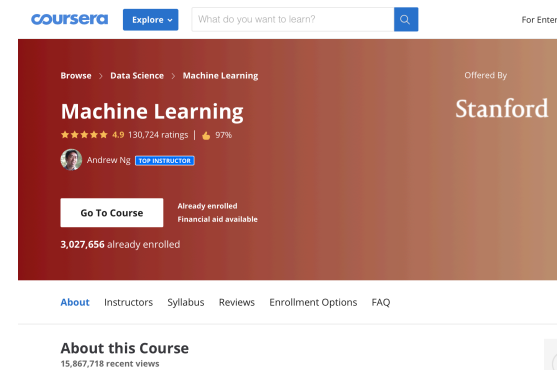 coursera Explore What do you want to learn? For Enter
Browse > Data Science > Machine Learning
Offered By
Machine Learning
Stanford
4.9 130,724 ratings | 97%
Andrew Ng TOP INSTRUCTOR
Go To Course
Already enrolled
Financial aid available
3,027,656 already enrolled
About Instructors Syllabus Reviews Enrollment Options FAQ
About this Course
15,867,718 recent views